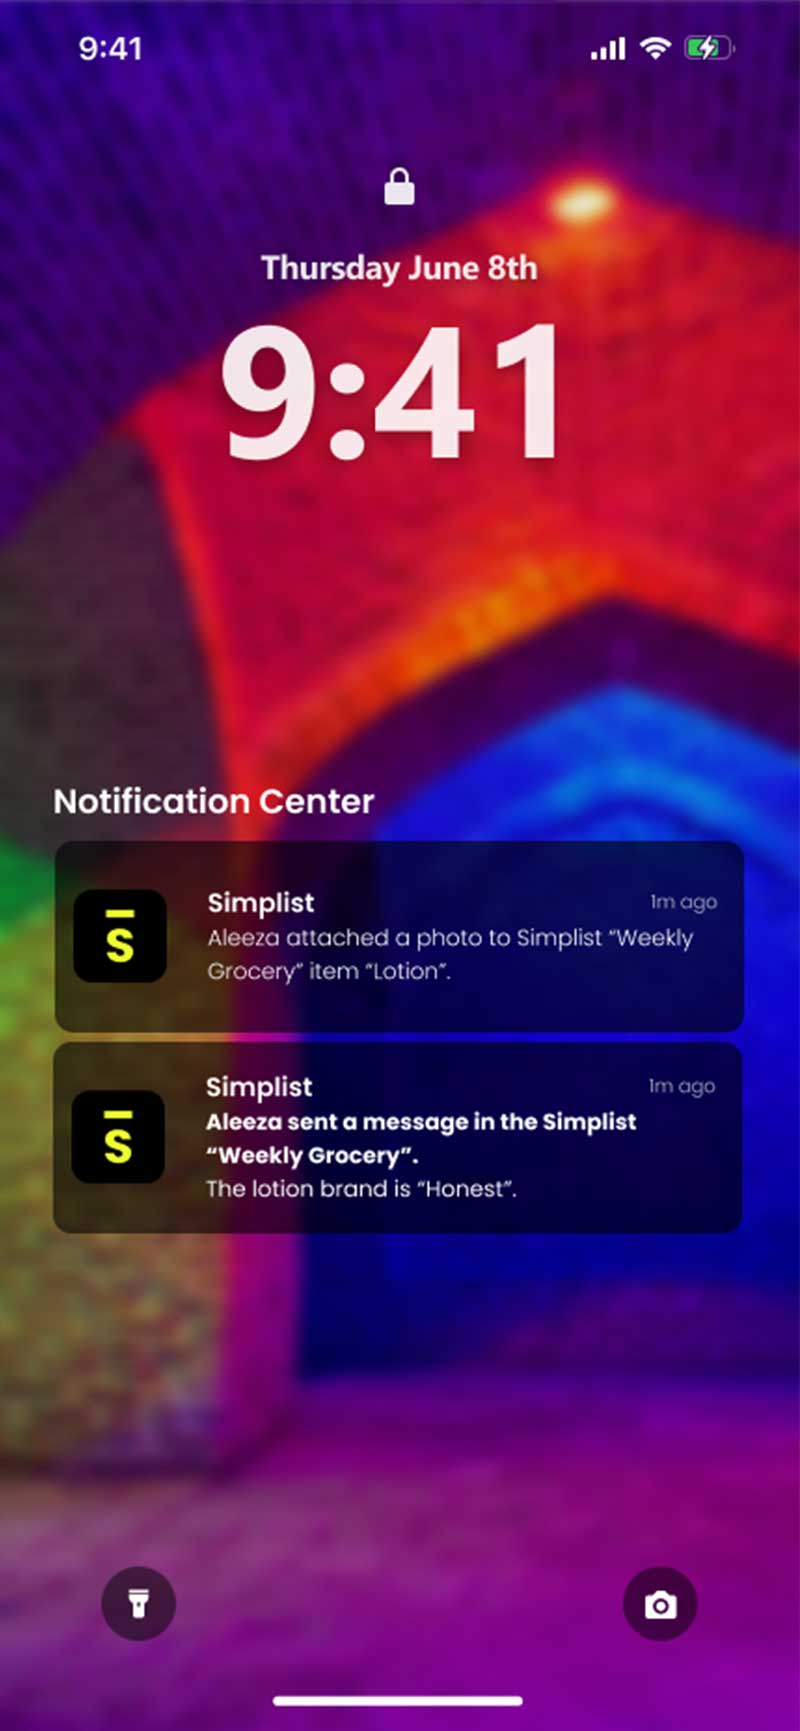 9:41
Thursday June 8th
9:41
Notification Center
S
Simplist
1m ago
Aleeza attached a photo to Simplist “Weekly
Grocery” item “Lotion”.
S
Simplist
1m ago
Aleeza sent a message in the Simplist
“Weekly Grocery”.
The lotion brand is “Honest”.